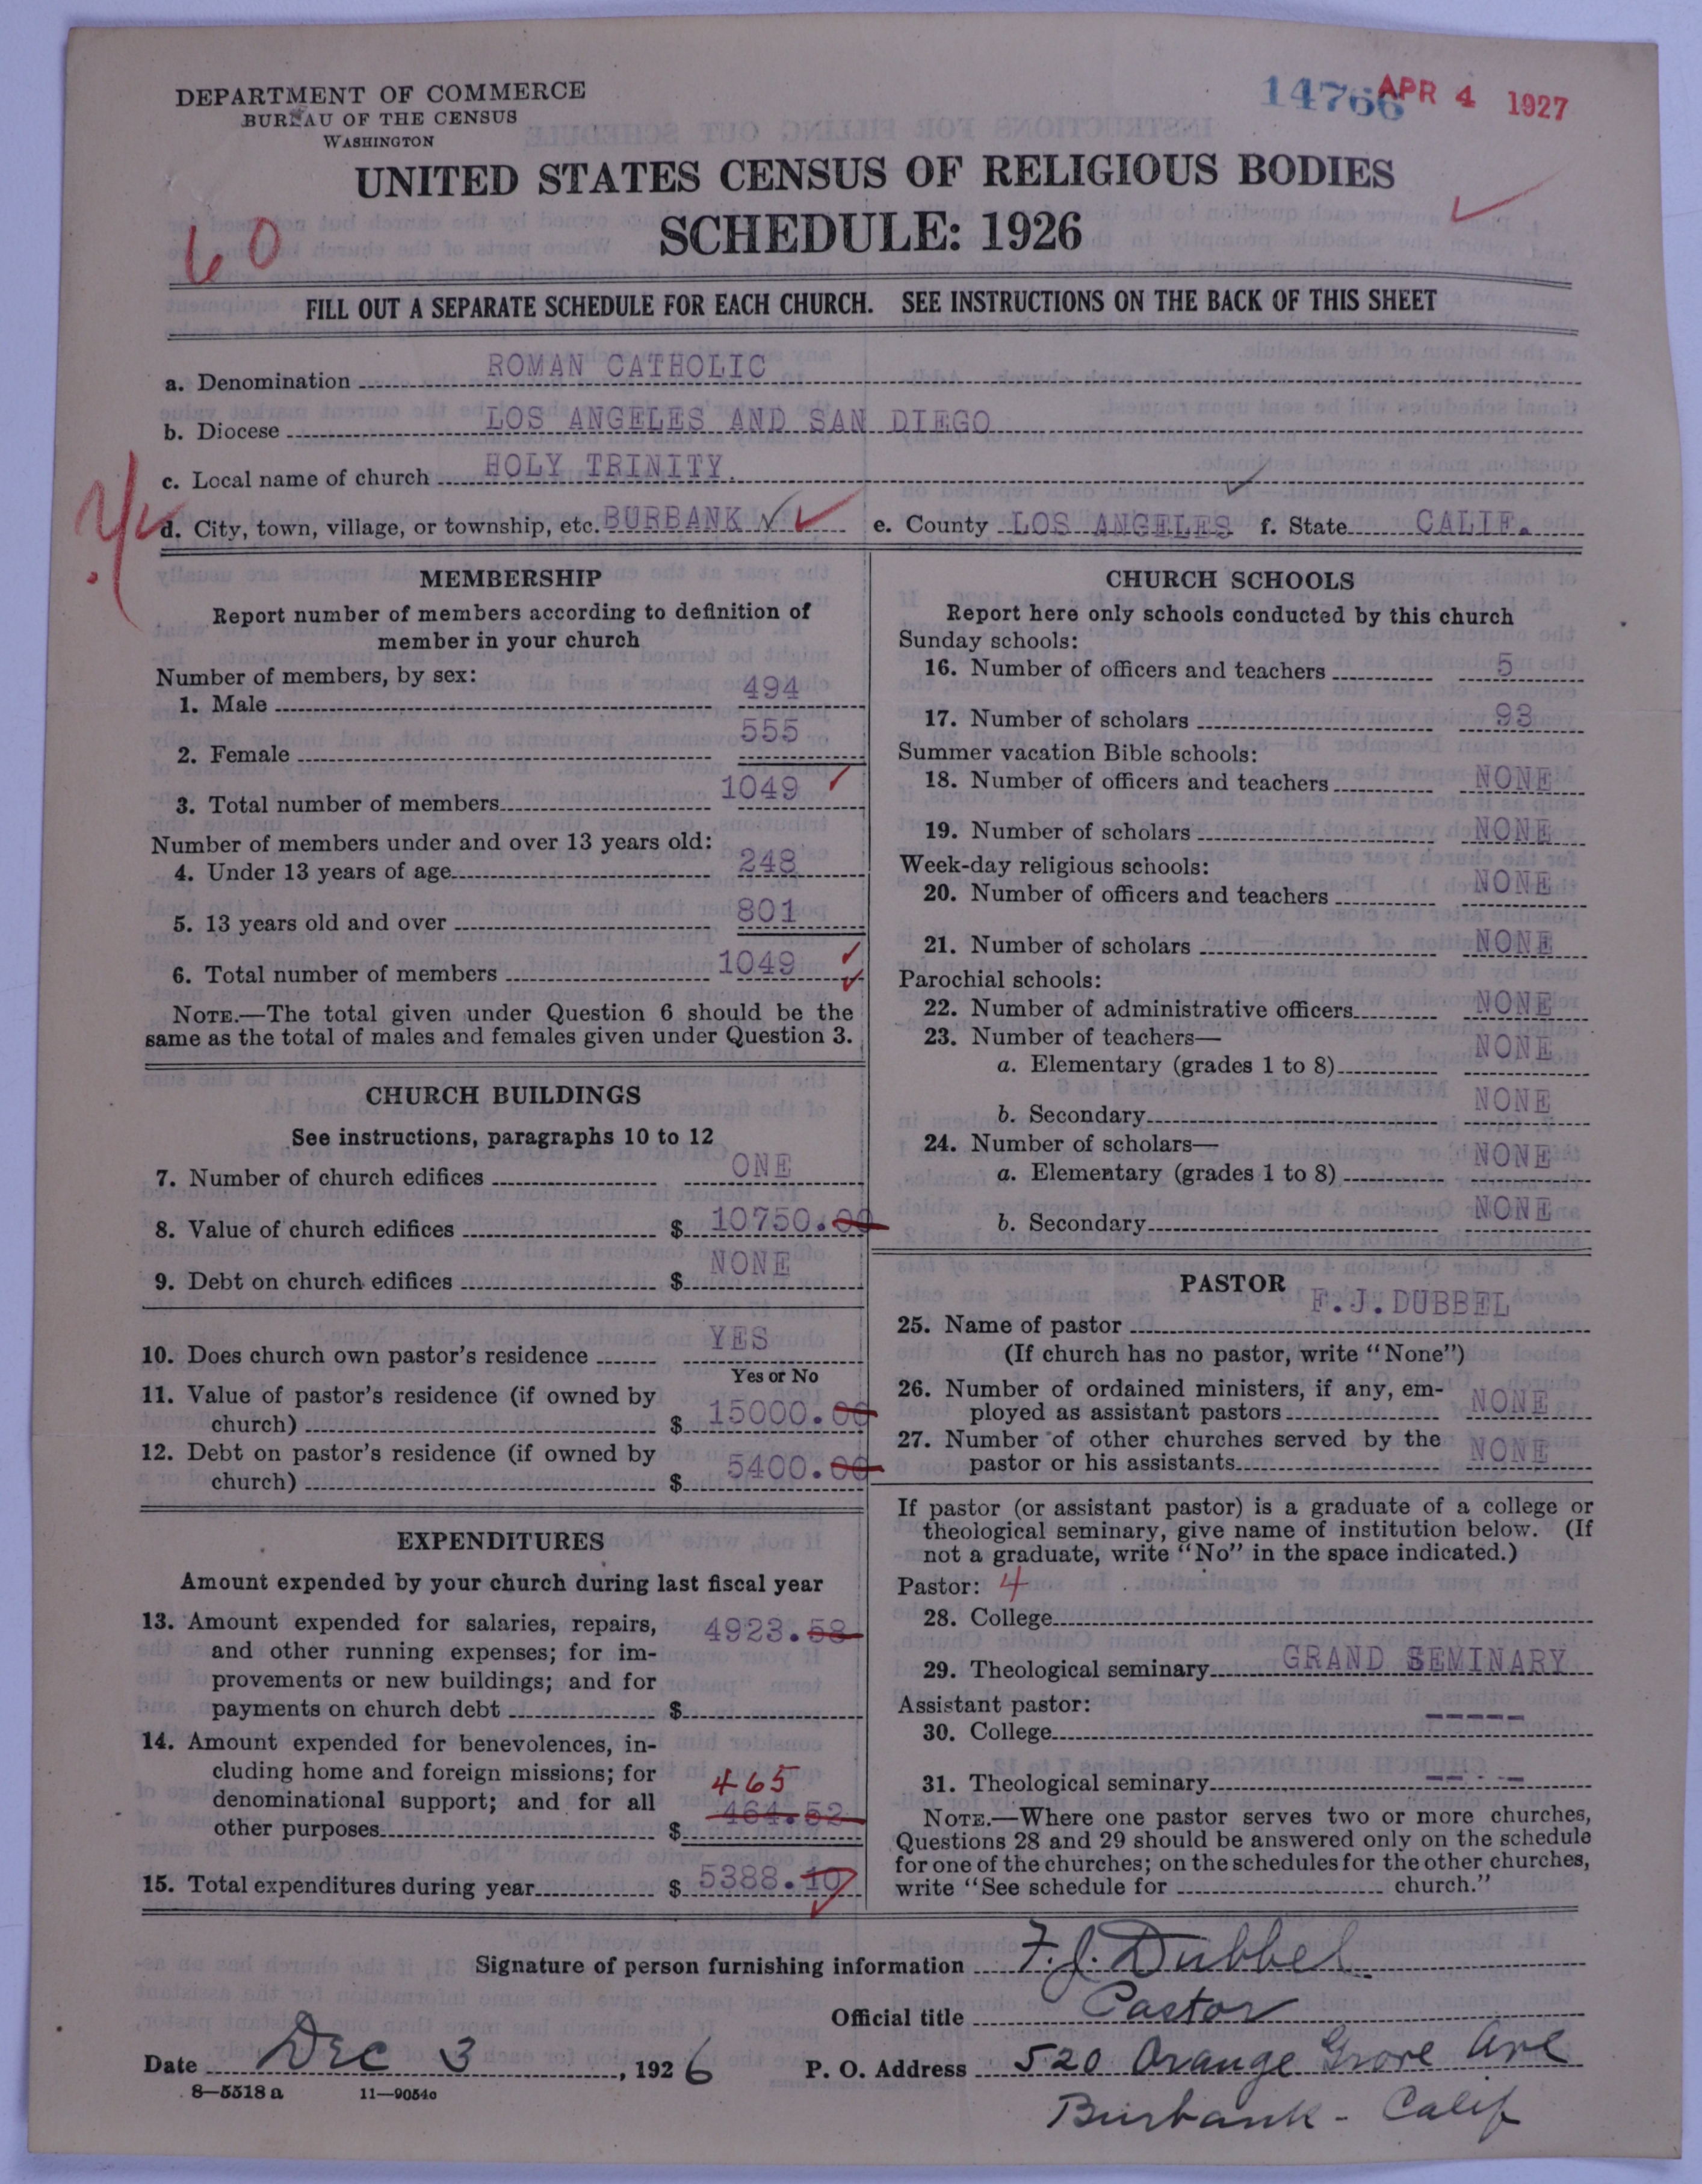 DEPARTMENT OF COMMERCE
BUREAU OF THE CENSUS
WASHINGTON
14766 APR 4 1927
UNITED STATES CENSUS OF RELIGIOUS BODIES
SCHEDULE: 1926
60
FILL OUT A SEPARATE SCHEDULE FOR EACH CHURCH. SEE INSTRUCTIONS ON THE BACK OF THIS SHEET
a. Denomination ROMAN CATHOLIC
b. Diocese LOS ANGELES AND SAN DIEGO
c. Local name of church HOLY TRINITY.
d. City, town, village, or township, etc. BURBANK e. County LOS ANGELES f. State CALIF.
MEMBERSHIP
Report number of members according to definition of
member in your church
Number of members, by sex:
1. Male 494
2. Female 555
3. Total number of members 1049
Number of members under and over 13 years old:
4. Under 13 years of age 248
5. 13 years old and over 801
6. Total number of members 1049
NOTE.—The total given under Question 6 should be the
same as the total of males and females given under Question 3.
CHURCH BUILDINGS
See instructions, paragraphs 10 to 12
7. Number of church edifices ONE
8. Value of church edifices $ 10750.00
9. Debt on church edifices $ NONE
10. Does church own pastor's residence YES
Yes or No
11. Value of pastor's residence (if owned by
church) $ 15000.00
12. Debt on pastor's residence (if owned by
church) $ 5400.00
EXPENDITURES
Amount expended by your church during last fiscal year
13. Amount expended for salaries, repairs, 4923.58
and other running expenses; for im-
provements or new buildings; and for
payments on church debt $
14. Amount expended for benevolences, in-
cluding home and foreign missions; for 465
denominational support; and for all 464.52
other purposes $
15. Total expenditures during year $ 5388.10
CHURCH SCHOOLS
Report here only schools conducted by this church
Sunday schools:
16. Number of officers and teachers 5
17. Number of scholars 93
Summer vacation Bible schools:
18. Number of officers and teachers NONE
19. Number of scholars NONE
Week-day religious schools:
20. Number of officers and teachers NONE
21. Number of scholars NONE
Parochial schools:
22. Number of administrative officers NONE
23. Number of teachers—
a. Elementary (grades 1 to 8) NONE
b. Secondary NONE
24. Number of scholars—
a. Elementary (grades 1 to 8) NONE
b. Secondary NONE
PASTOR
25. Name of pastor F.J.DUBBEL
(If church has no pastor, write "None")
26. Number of ordained ministers, if any, em-
ployed as assistant pastors NONE
27. Number of other churches served by the
pastor or his assistants NONE
If pastor (or assistant pastor) is a graduate of a college or
theological seminary, give name of institution below. (If
not a graduate, write "No" in the space indicated.)
Pastor: 4
28. College
29. Theological seminary GRAND SEMINARY
Assistant pastor:
30. College -----
31. Theological seminary -- - -
NOTE.—Where one pastor serves two or more churches,
Questions 28 and 29 should be answered only on the schedule
for one of the churches; on the schedules for the other churches,
write "See schedule for church."
Signature of person furnishing information F.J. Dubbel
Official title Pastor
Date Dec 3, 1926 P. O. Address 520 Orange Grove Ave
Burbank - Calif
8—5518 a 11—9054c